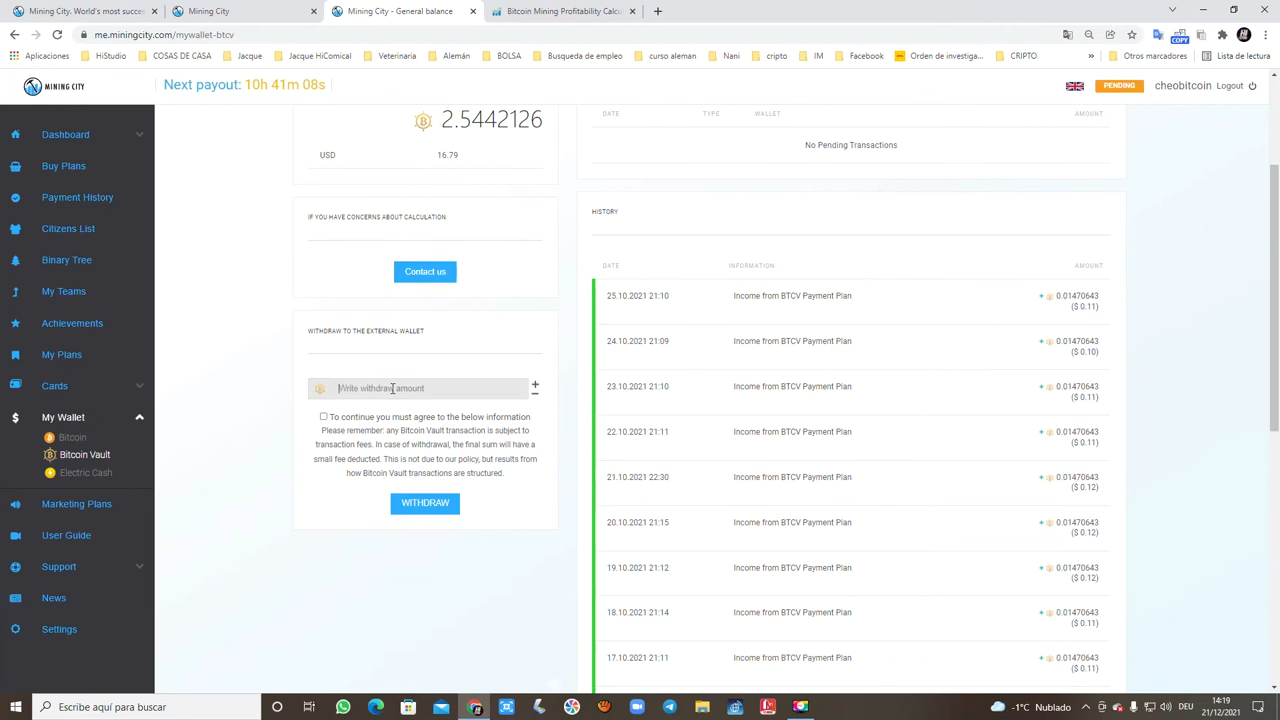 Mining City, World's most succes
Mining City
Mining City - General balance
Bitcoin Mining Profitability Calcu
me.miningcity.com/mywallet-btcv
COPY
Aplicaciones
HiStudio
COSAS DE CASA
Jacque
Jacque HiComical
Veterinaria
Alemán
BOLSA
Busqueda de empleo
curso aleman
Nani
cripto
IM
Facebook
Orden de investiga...
CRIPTO
»
Otros marcadores
Lista de lectura
MINING CITY
Next payout: 10h 41m 08s
PENDING
cheobitcoin
Logout
Dashboard
Buy Plans
Payment History
Citizens List
Binary Tree
My Teams
Achievements
My Plans
Cards
My Wallet
Bitcoin
Bitcoin Vault
Electric Cash
Marketing Plans
User Guide
Support
News
Settings
2.5442126
USD 16.79
IF YOU HAVE CONCERNS ABOUT CALCULATION
Contact us
WITHDRAW TO THE EXTERNAL WALLET
Write withdraw amount
+
−
To continue you must agree to the below information
Please remember: any Bitcoin Vault transaction is subject to
transaction fees. In case of withdrawal, the final sum will have a
small fee deducted. This is not due to our policy, but results from
how Bitcoin Vault transactions are structured.
WITHDRAW
DATE TYPE WALLET AMOUNT
No Pending Transactions
HISTORY
DATE INFORMATION AMOUNT
25.10.2021 21:10 Income from BTCV Payment Plan + 0.01470643
($ 0.11)
24.10.2021 21:09 Income from BTCV Payment Plan + 0.01470643
($ 0.10)
23.10.2021 21:10 Income from BTCV Payment Plan + 0.01470643
($ 0.11)
22.10.2021 21:11 Income from BTCV Payment Plan + 0.01470643
($ 0.11)
21.10.2021 22:30 Income from BTCV Payment Plan + 0.01470643
($ 0.12)
20.10.2021 21:15 Income from BTCV Payment Plan + 0.01470643
($ 0.12)
19.10.2021 21:12 Income from BTCV Payment Plan + 0.01470643
($ 0.12)
18.10.2021 21:14 Income from BTCV Payment Plan + 0.01470643
($ 0.11)
17.10.2021 21:11 Income from BTCV Payment Plan + 0.01470643
($ 0.11)
Escribe aquí para buscar
-1°C Nublado
14:19
21/12/2021